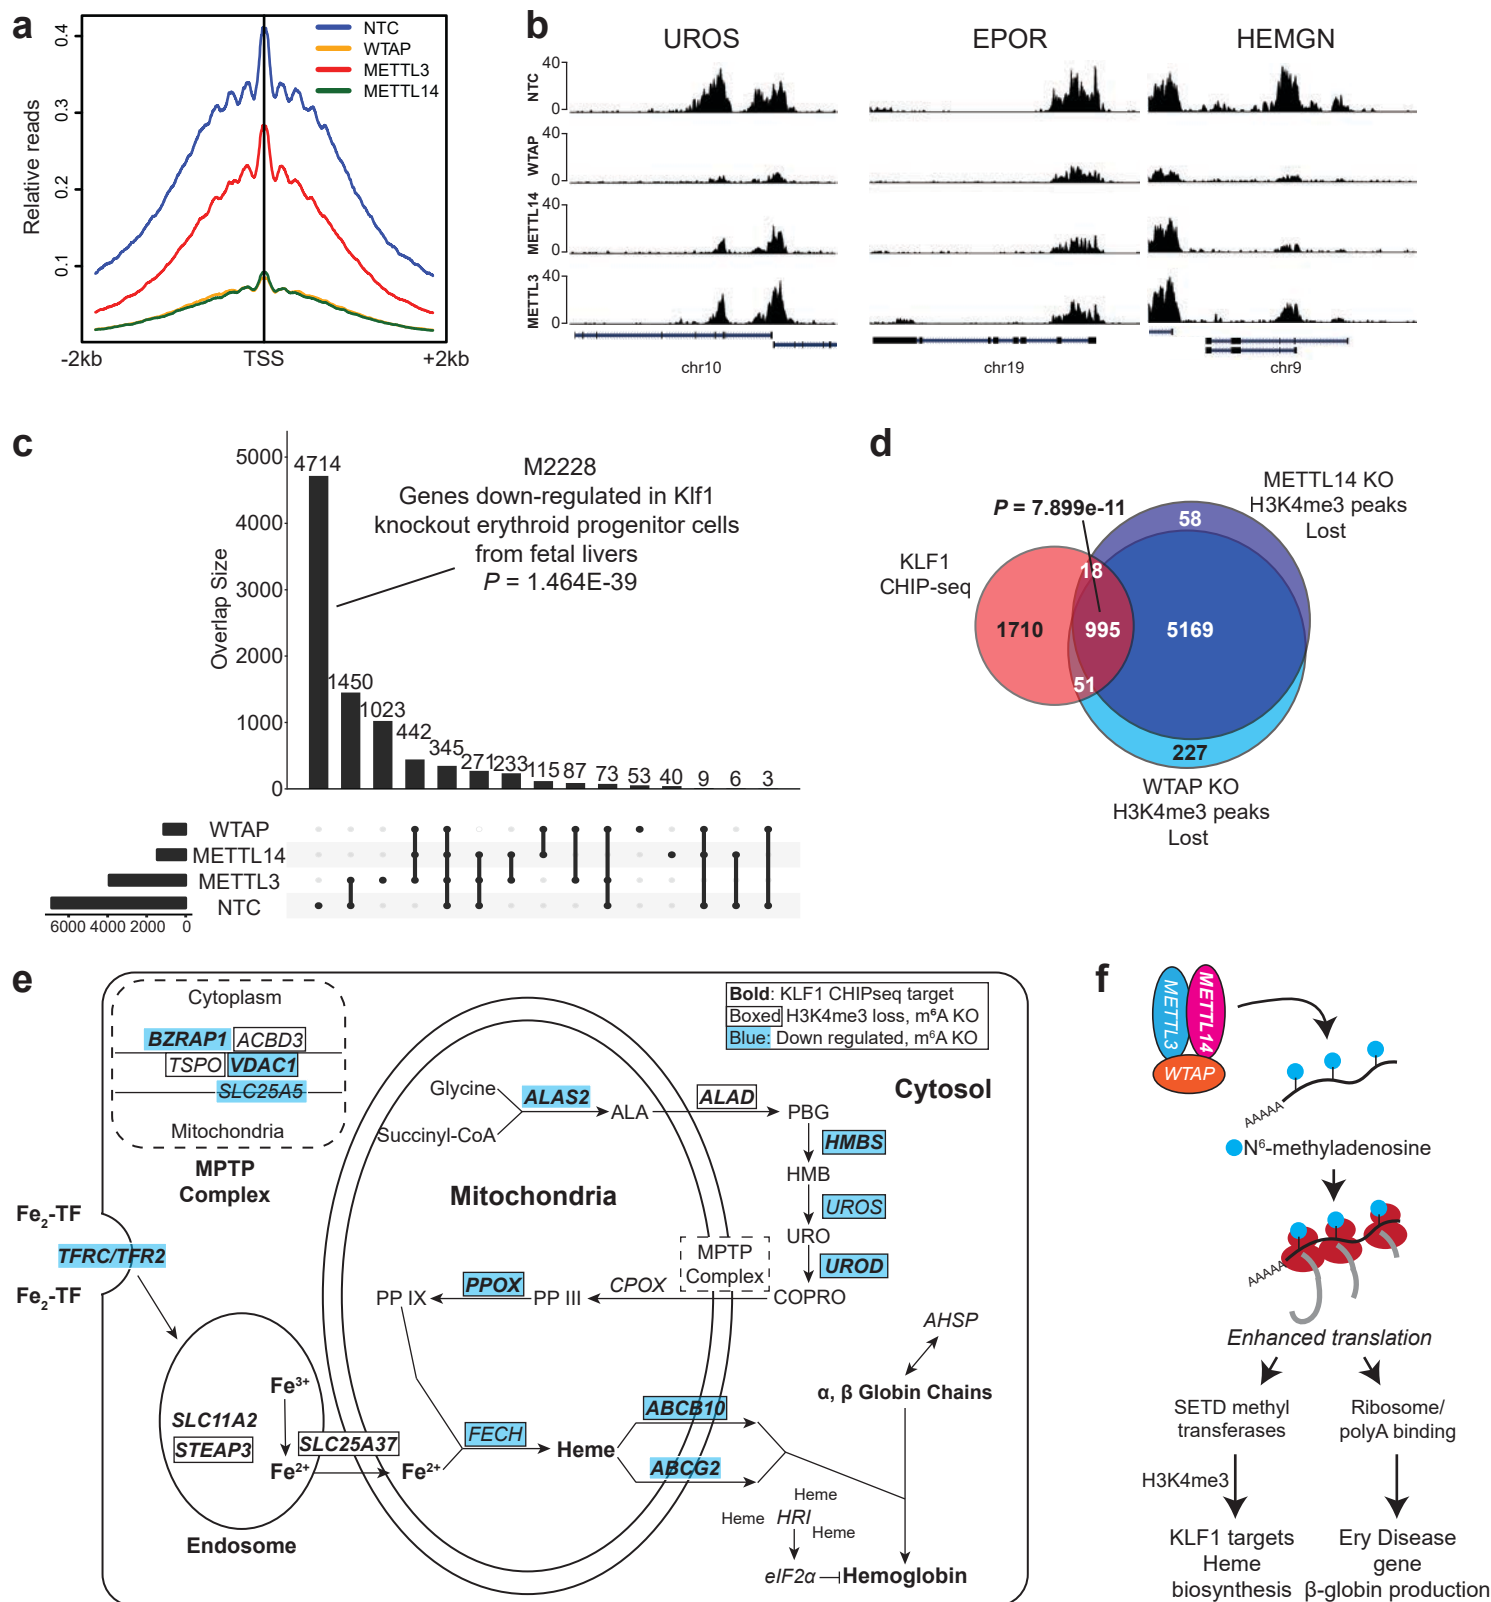 a
NTC
WTAP
METTL3
METTL14
Relative reads
0.4
0.3
0.2
0.1
-2kb
TSS
+2kb
b
UROS
EPOR
HEMGN
NTC
40
0
WTAP
40
0
METTL14
40
0
METTL3
40
0
chr10
chr19
chr9
c
Overlap Size
5000
4000
3000
2000
1000
0
4714
1450
1023
442
345
271
233
115
87
73
53
40
9
6
3
M2228
Genes down-regulated in Klf1
knockout erythroid progenitor cells
from fetal livers
P = 1.464E-39
WTAP
METTL14
METTL3
NTC
6000 4000 2000 0
d
METTL14 KO
H3K4me3 peaks
Lost
P = 7.899e-11
KLF1
CHIP-seq
58
18
1710
995
5169
51
227
WTAP KO
H3K4me3 peaks
Lost
e
Cytoplasm
BZRAP1
ACBD3
TSPO
VDAC1
SLC25A5
Mitochondria
MPTP
Complex
Bold: KLF1 CHIPseq target
Boxed H3K4me3 loss, m⁶A KO
Blue: Down regulated, m⁶A KO
Cytosol
Glycine
Succinyl-CoA
ALAS2
ALA
ALAD
PBG
HMBS
HMB
UROS
URO
UROD
COPRO
Mitochondria
MPTP
Complex
CPOX
PP III
PPOX
PP IX
Fe₂-TF
TFRC/TFR2
Fe₂-TF
Fe³⁺
SLC11A2
STEAP3
Fe²⁺
SLC25A37
Fe²⁺
Endosome
FECH
Heme
ABCB10
ABCG2
AHSP
α, β Globin Chains
Heme
Heme HRI
Heme
eIF2α
Hemoglobin
f
METTL3
METTL14
WTAP
AAAAA
N⁶-methyladenosine
AAAAA
Enhanced translation
SETD methyl
transferases
Ribosome/
polyA binding
H3K4me3
KLF1 targets
Heme
biosynthesis
Ery Disease
gene
β-globin production